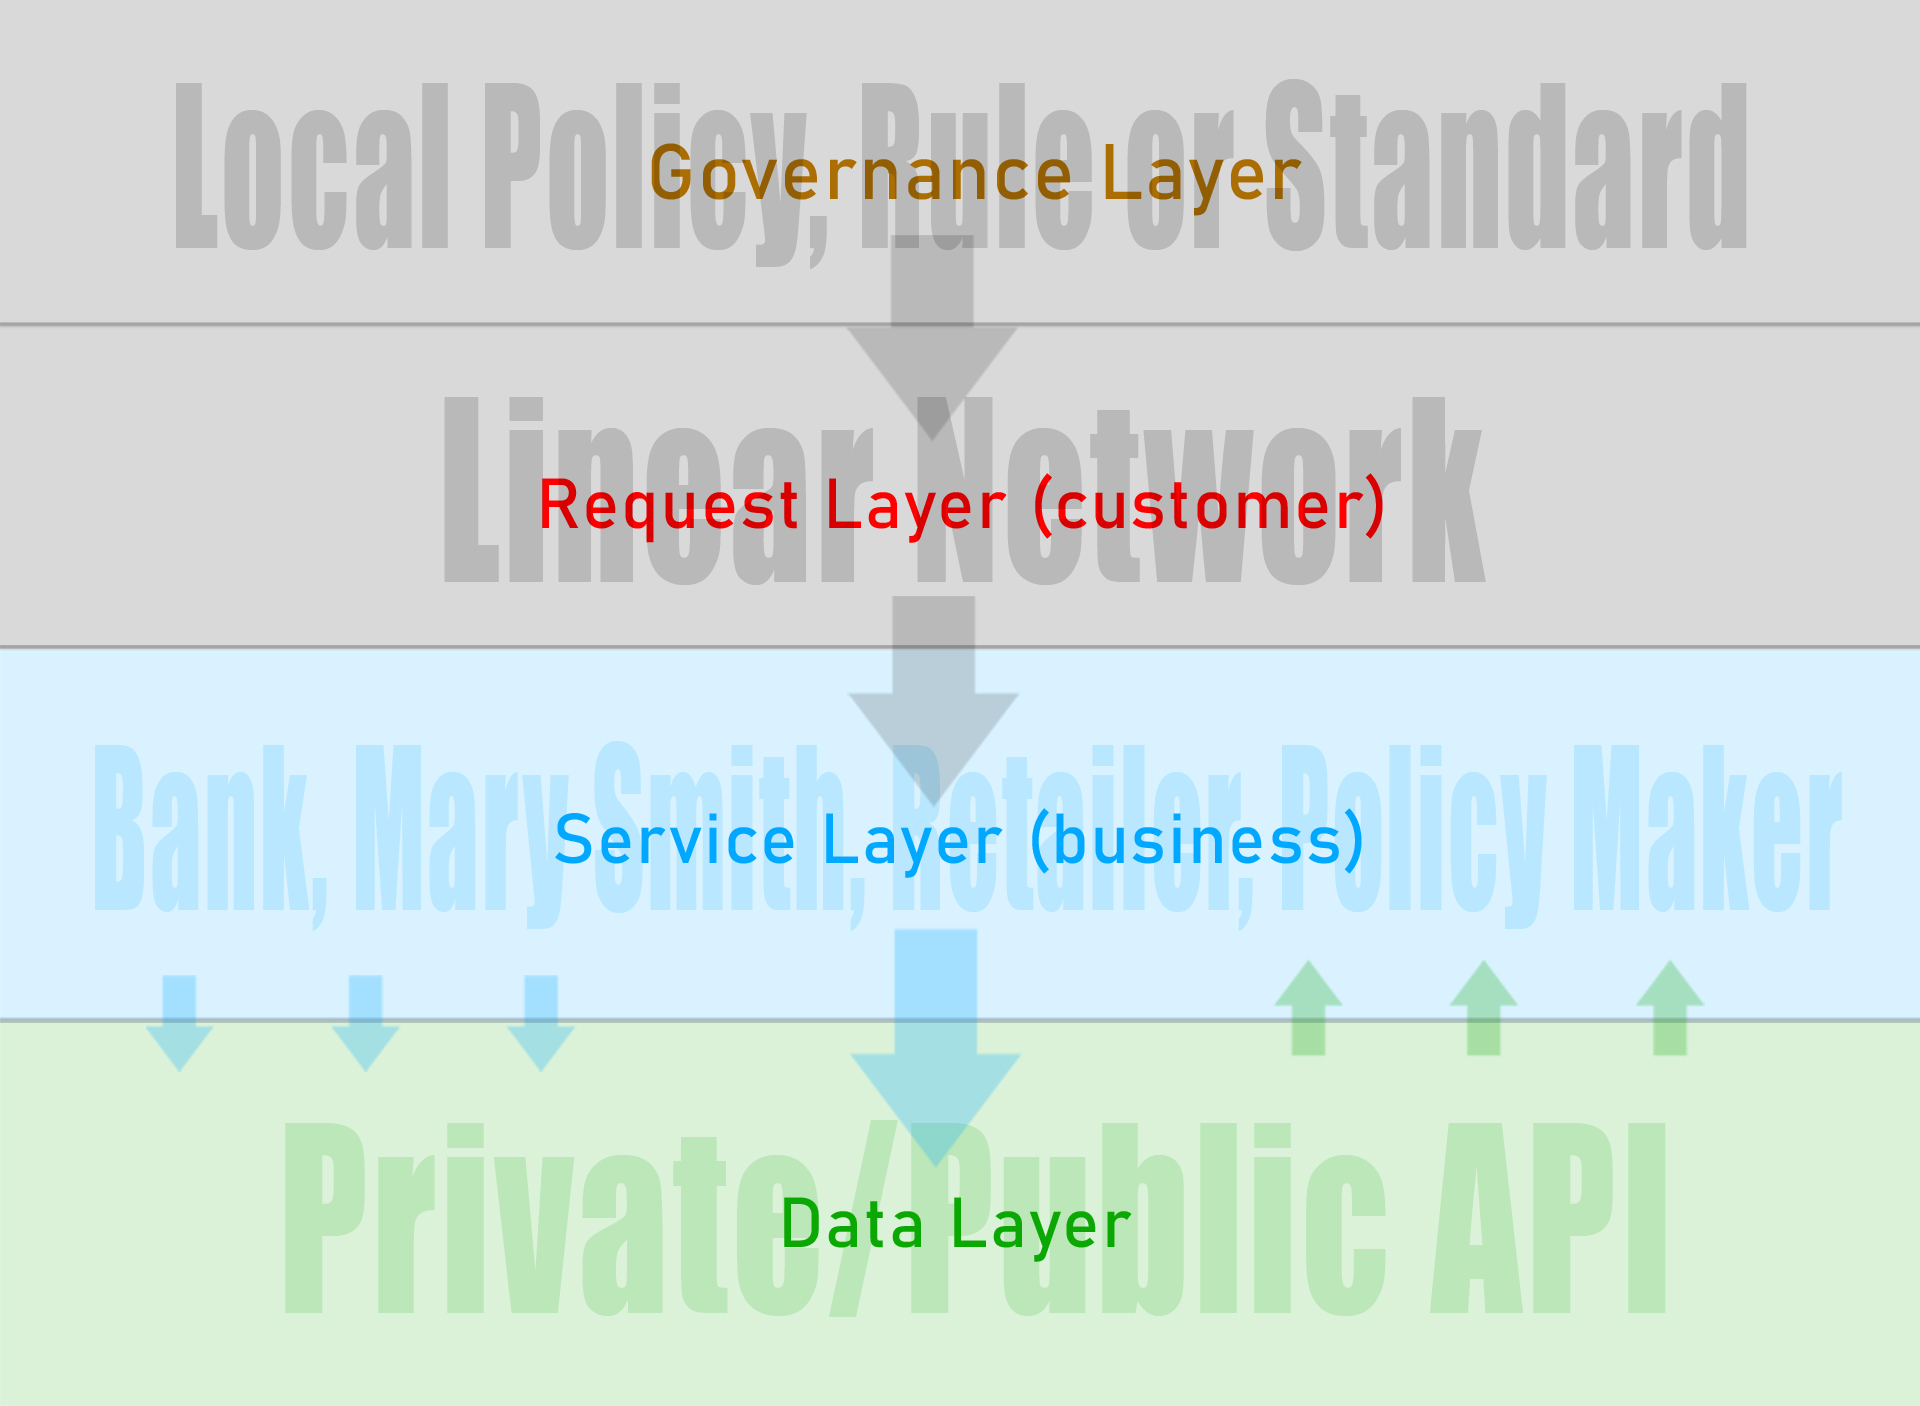 Local Policy, Rule or Standard
Governance Layer
Linear Network
Request Layer (customer)
Bank, Mary Smith, Retailer, Policy Maker
Service Layer (business)
Private/Public API
Data Layer